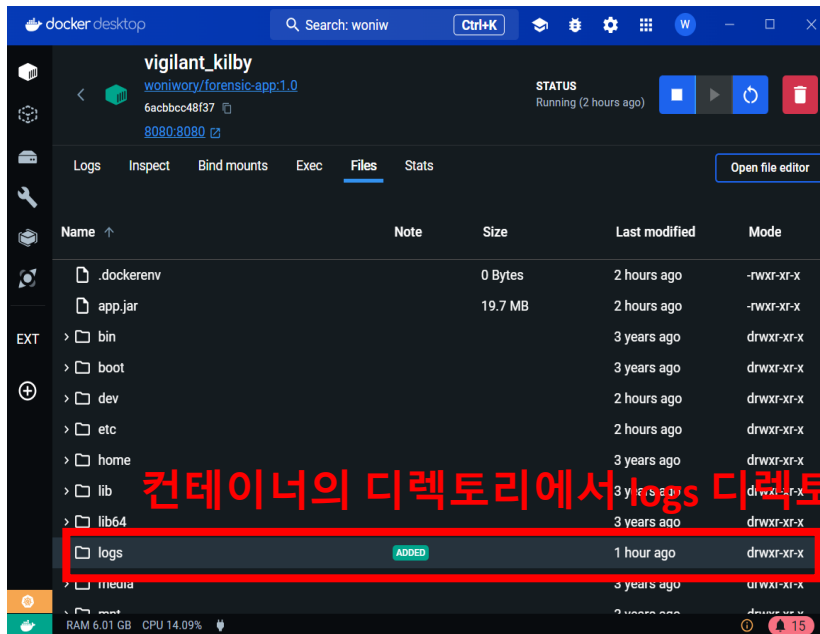 docker desktop
Search: woniw
Ctrl+K
W
vigilant_kilby
woniwory/forensic-app:1.0
6acbbcc48f37
8080:8080
STATUS
Running (2 hours ago)
Logs Inspect Bind mounts Exec Files Stats
Open file editor
Name Note Size Last modified Mode
.dockerenv 0 Bytes 2 hours ago -rwxr-xr-x
app.jar 19.7 MB 2 hours ago -rwxr-xr-x
EXT
bin 3 years ago drwxr-xr-x
boot 3 years ago drwxr-xr-x
dev 2 hours ago drwxr-xr-x
etc 2 hours ago drwxr-xr-x
home 3 years ago drwxr-xr-x
컨테이너의 디렉토리에서 logs 디렉토
lib 3 years ago drwxr-xr-x
lib64 3 years ago drwxr-xr-x
logs ADDED 1 hour ago drwxr-xr-x
media 3 years ago drwxr-xr-x
RAM 6.01 GB CPU 14.09%
15